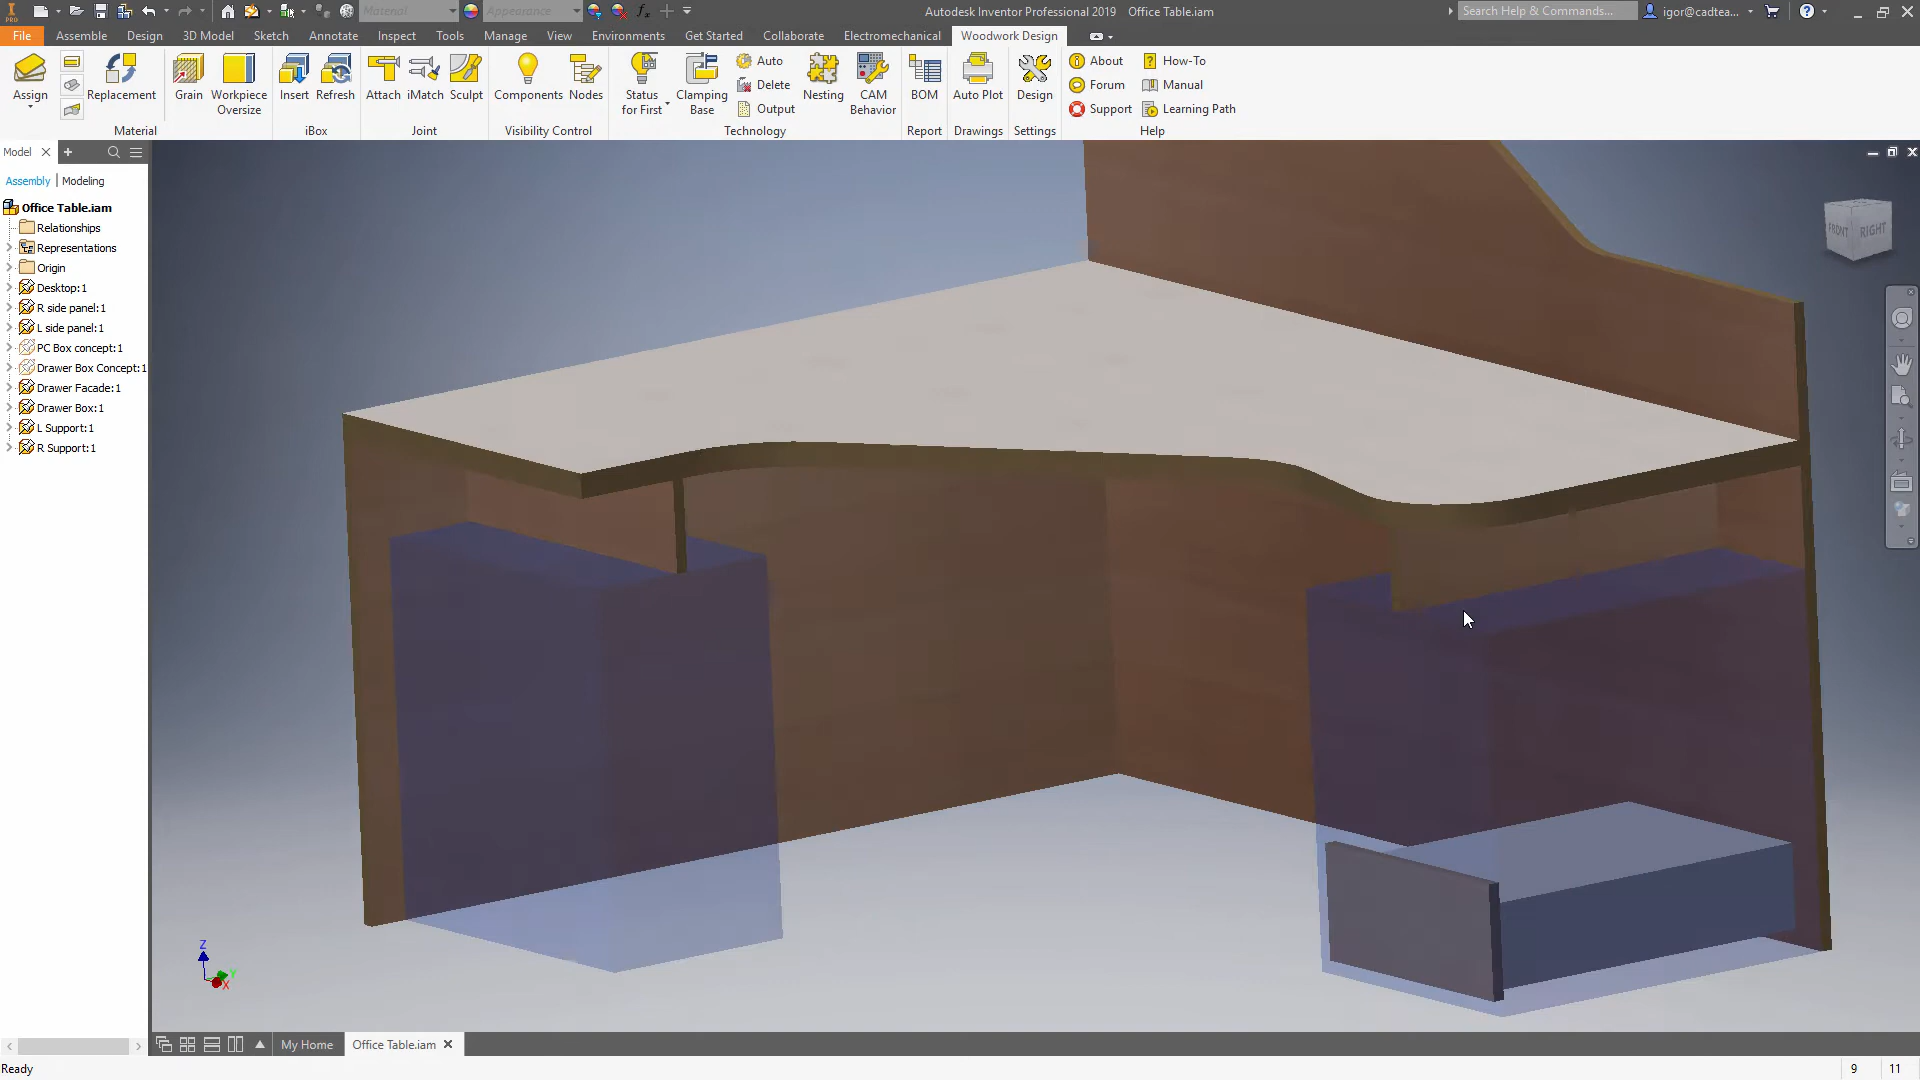 PRO
Material
Appearance
Autodesk Inventor Professional 2019 Office Table.iam
Search Help & Commands...
igor@cadtea...
File Assemble Design 3D Model Sketch Annotate Inspect Tools Manage View Environments Get Started Collaborate Electromechanical Woodwork Design
Assign Replacement Grain Workpiece Oversize
Insert Refresh
Attach iMatch Sculpt
Components Nodes
Status for First Clamping Base
Auto
Delete
Output
Nesting CAM Behavior
BOM
Auto Plot
Design
About
Forum
Support
How-To
Manual
Learning Path
Material iBox Joint Visibility Control Technology Report Drawings Settings Help
Model
Assembly Modeling
Office Table.iam
Relationships
Representations
Origin
Desktop:1
R side panel:1
L side panel:1
PC Box concept:1
Drawer Box Concept:1
Drawer Facade:1
Drawer Box:1
L Support:1
R Support:1
FRONT RIGHT
Z
Y
X
My Home Office Table.iam
Ready
9 11